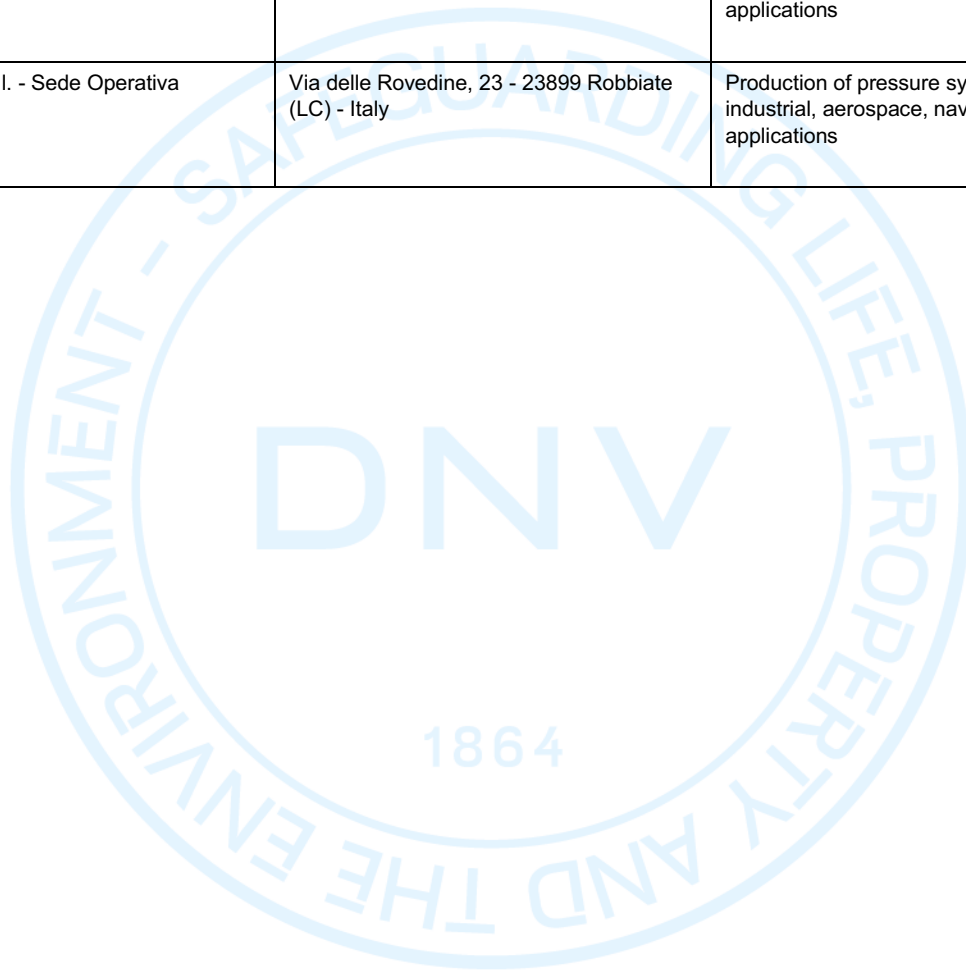 applications
l. - Sede Operativa
Via delle Rovedine, 23 - 23899 Robbiate
(LC) - Italy
Production of pressure sy
industrial, aerospace, nav
applications
SAFEGUARDING LIFE, PROPERTY AND THE ENVIRONMENT -
DNV
1864